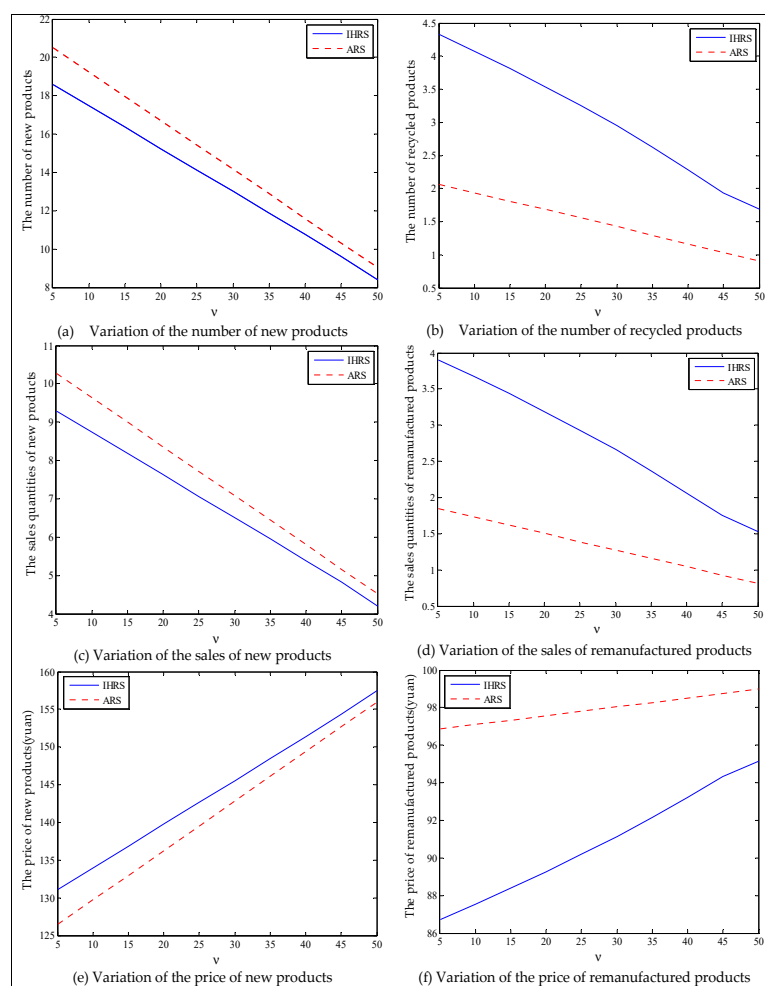 22
20
18
16
14
12
10
8
The number of new products
IHRS
ARS
5 10 15 20 25 30 35 40 45 50
ν
(a) Variation of the number of new products
4.5
4
3.5
3
2.5
2
1.5
1
0.5
The number of recycled products
IHRS
ARS
5 10 15 20 25 30 35 40 45 50
ν
(b) Variation of the number of recycled products
11
10
9
8
7
6
5
4
The sales quantities of new products
IHRS
ARS
5 10 15 20 25 30 35 40 45 50
ν
(c) Variation of the sales of new products
4
3.5
3
2.5
2
1.5
1
0.5
The sales quantities of remanufactured products
IHRS
ARS
5 10 15 20 25 30 35 40 45 50
ν
(d) Variation of the sales of remanufactured products
160
155
150
145
140
135
130
125
The price of new products(yuan)
IHRS
ARS
5 10 15 20 25 30 35 40 45 50
ν
(e) Variation of the price of new products
100
98
96
94
92
90
88
86
The price of remanufactured products(yuan)
IHRS
ARS
5 10 15 20 25 30 35 40 45 50
ν
(f) Variation of the price of remanufactured products